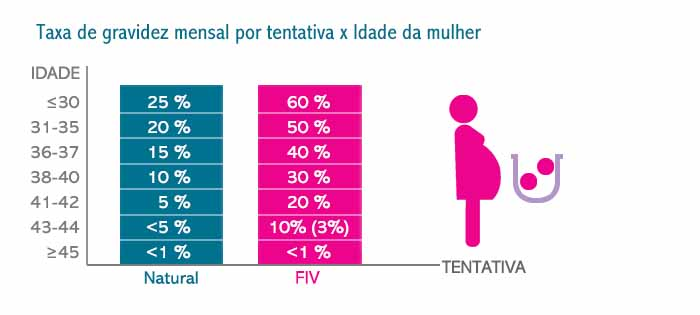 Taxa de gravidez mensal por tentativa x Idade da mulher
IDADE
≤30 25 % 60 %
31-35 20 % 50 %
36-37 15 % 40 %
38-40 10 % 30 %
41-42 5 % 20 %
43-44 <5 % 10% (3%)
≥45 <1 % <1 %
Natural FIV
TENTATIVA